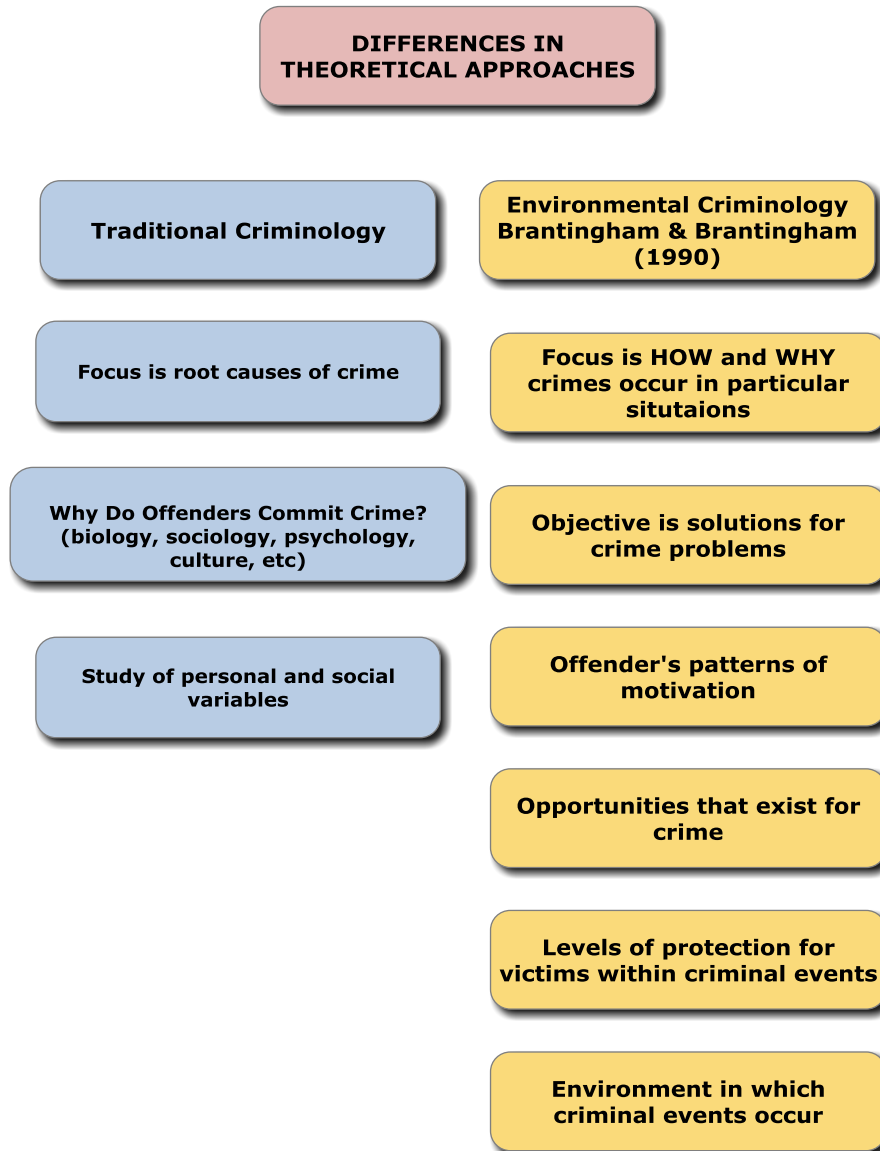 DIFFERENCES IN
THEORETICAL APPROACHES
Traditional Criminology
Focus is root causes of crime
Why Do Offenders Commit Crime?
(biology, sociology, psychology,
culture, etc)
Study of personal and social
variables
Environmental Criminology
Brantingham & Brantingham
(1990)
Focus is HOW and WHY
crimes occur in particular
situtaions
Objective is solutions for
crime problems
Offender's patterns of
motivation
Opportunities that exist for
crime
Levels of protection for
victims within criminal events
Environment in which
criminal events occur